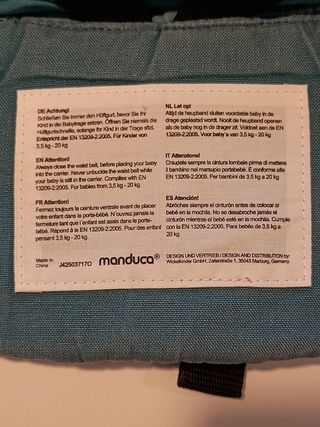 DE Achtung!
Schließen Sie immer den Hüftgurt, bevor Sie Ihr
Kind in die Babytrage setzen. Öffnen Sie niemals die
Hüftgurtschnalle, solange Ihr Kind in der Trage sitzt.
Entspricht der EN 13209-2:2005. Für Kinder von
3,5 kg - 20 kg
EN Attention!
Always close the waist belt, before placing your baby
into the carrier. Never unbuckle the waist belt while
your baby is still in the carrier. Complies with EN
13209-2:2005. For babies from 3,5 kg - 20 kg
FR Attention!
Fermez toujours la ceinture ventrale avant de placer
votre enfant dans le porte-bébé. N'ouvrez jamais la
fermeture tant que l'enfant est assis dans le porte-
bébé. Répond à la EN 13209-2:2005. Pour des enfant
pensant 3,5 kg - 20 kg
NL Let op!
Altijd de heupband sluiten voordat de baby in de
drage geplaatst wordt. Nooit de heupband openen
als de baby nog in de drager zit. Voldoet aan de EN
13209-2:2005. Voor baby's van 3,5 kg - 20 kg
IT Attenzione!
Chiudere sempre la cintura lombale prima di mettere
il bambino nel marsupio portabili. È conforme alla EN
13209-2:2005. Per bambini da 3,5 kg a 20 kg
ES Atención!
Abróchese siempre el cinturón antes de colocar al
bebé en la mochila. No se desabroche jamás el
cinturón mientras el bebé esté en la mochila. Cumple
con la EN 13209-2:2005. Para bebés de 3,5 kg a
20 kg
Made in
China
J425037170
manduca®
DESIGN UND VERTRIEB / DESIGN AND DISTRIBUTION by:
Wickelkinder GmbH, Zeiterstraße 1, 35043 Marburg, Germany